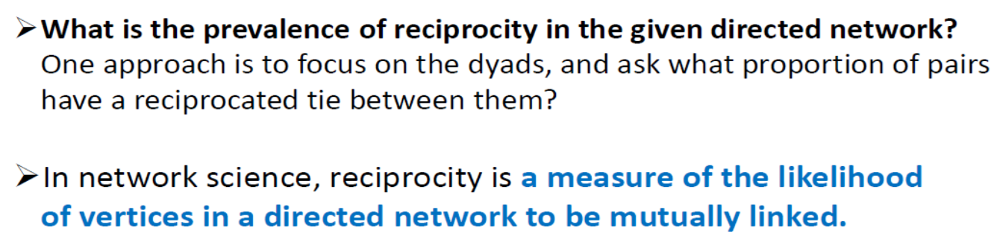 ➢What is the prevalence of reciprocity in the given directed network?
One approach is to focus on the dyads, and ask what proportion of pairs
have a reciprocated tie between them?
➢In network science, reciprocity is a measure of the likelihood
of vertices in a directed network to be mutually linked.